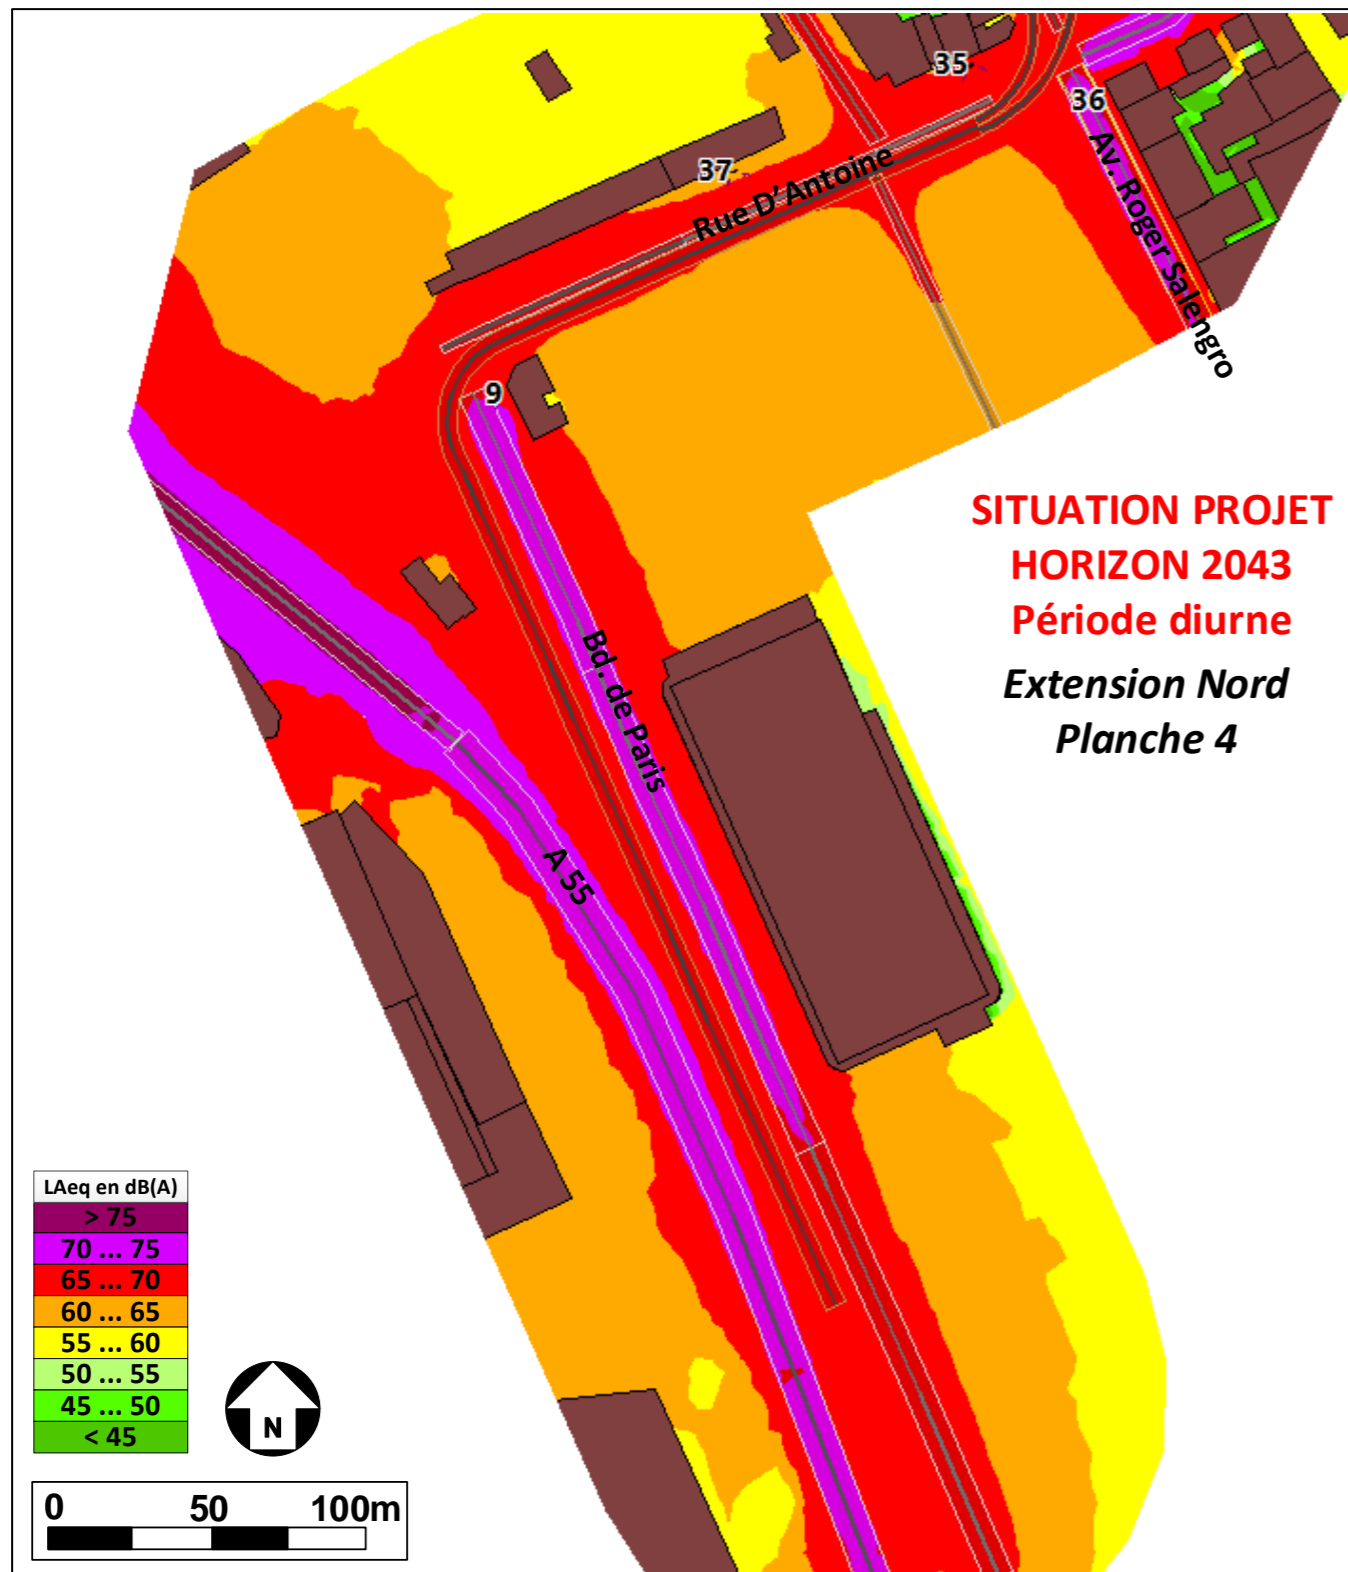 35
36
37
Rue D’Antoine
Av. Roger Salengro
9
SITUATION PROJET
HORIZON 2043
Période diurne
Extension Nord
Planche 4
Bd. de Paris
A 55
LAeq en dB(A)
> 75
70 ... 75
65 ... 70
60 ... 65
55 ... 60
50 ... 55
45 ... 50
< 45
N
0 50 100m